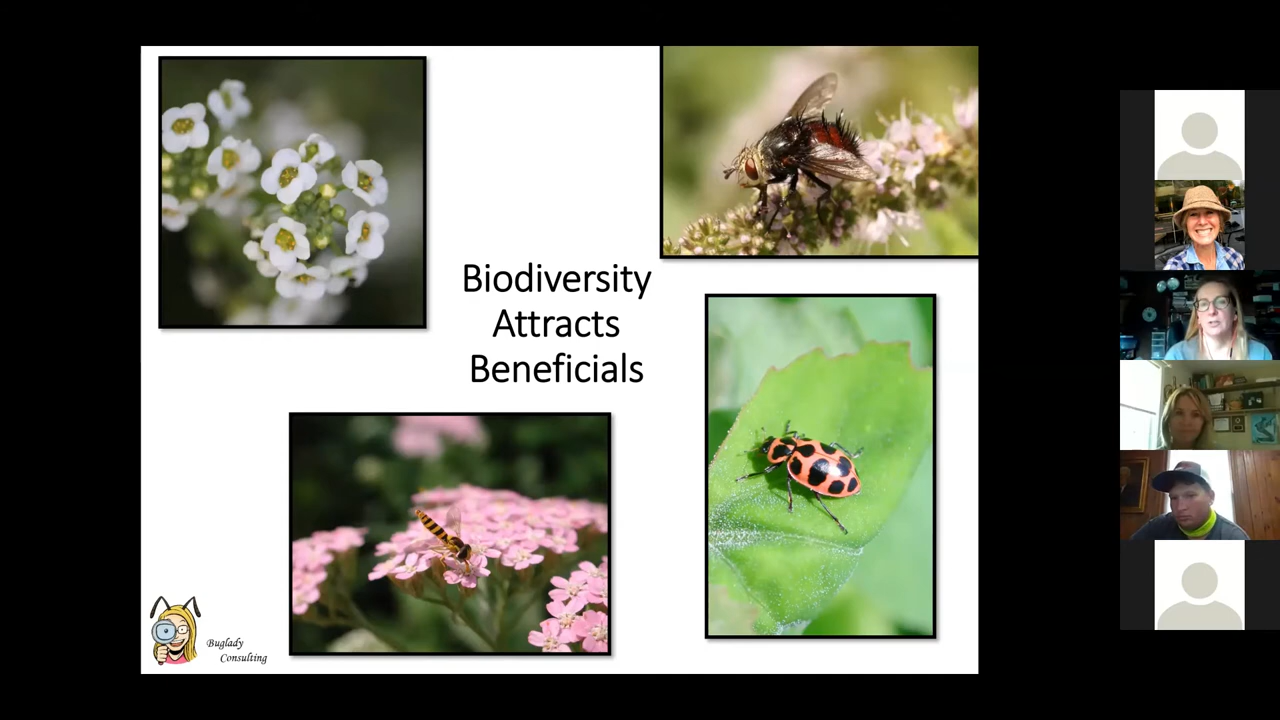 Biodiversity
Attracts
Beneficials
Buglady
Consulting